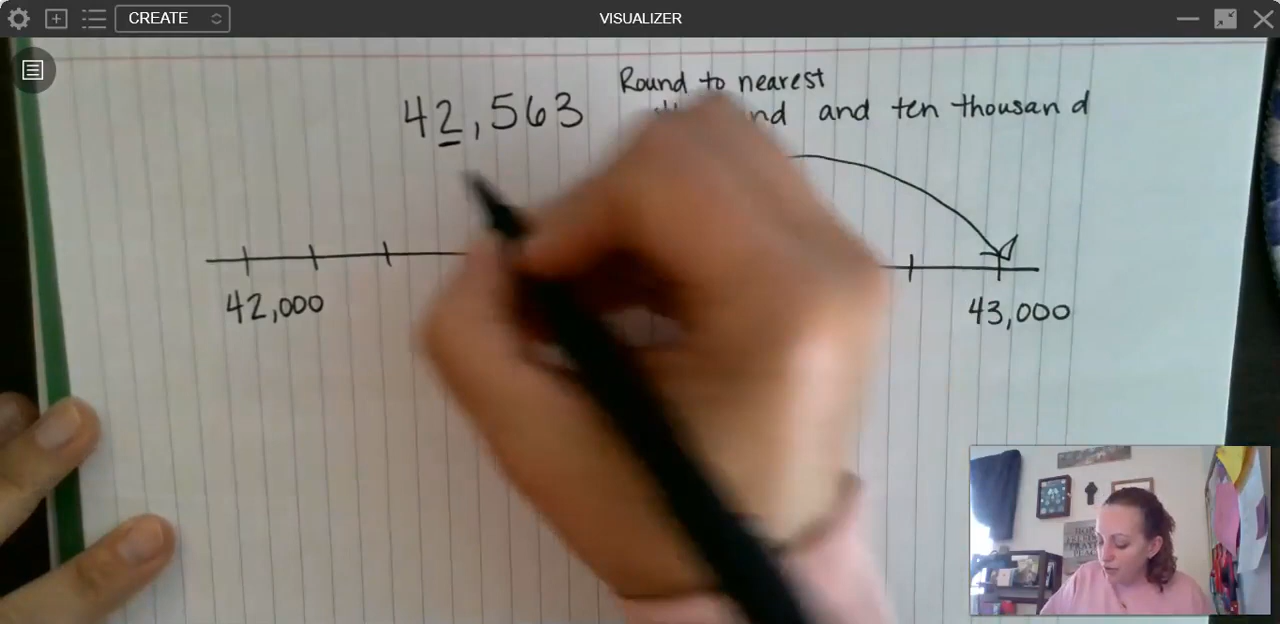 CREATE
VISUALIZER
Round to nearest
42,563
and ten thousand
42,000
43,000